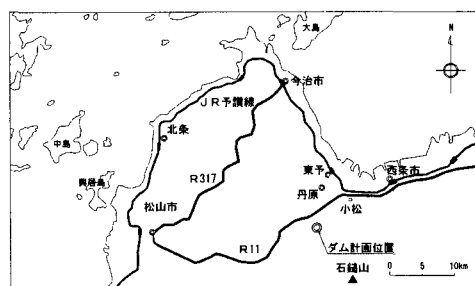 大島
N
今治市
JR予讃線
北条
中島
興居島
R317
東予
西条市
丹原
小松
松山市
R11
ダム計画位置
石鎚山
0 5 10km